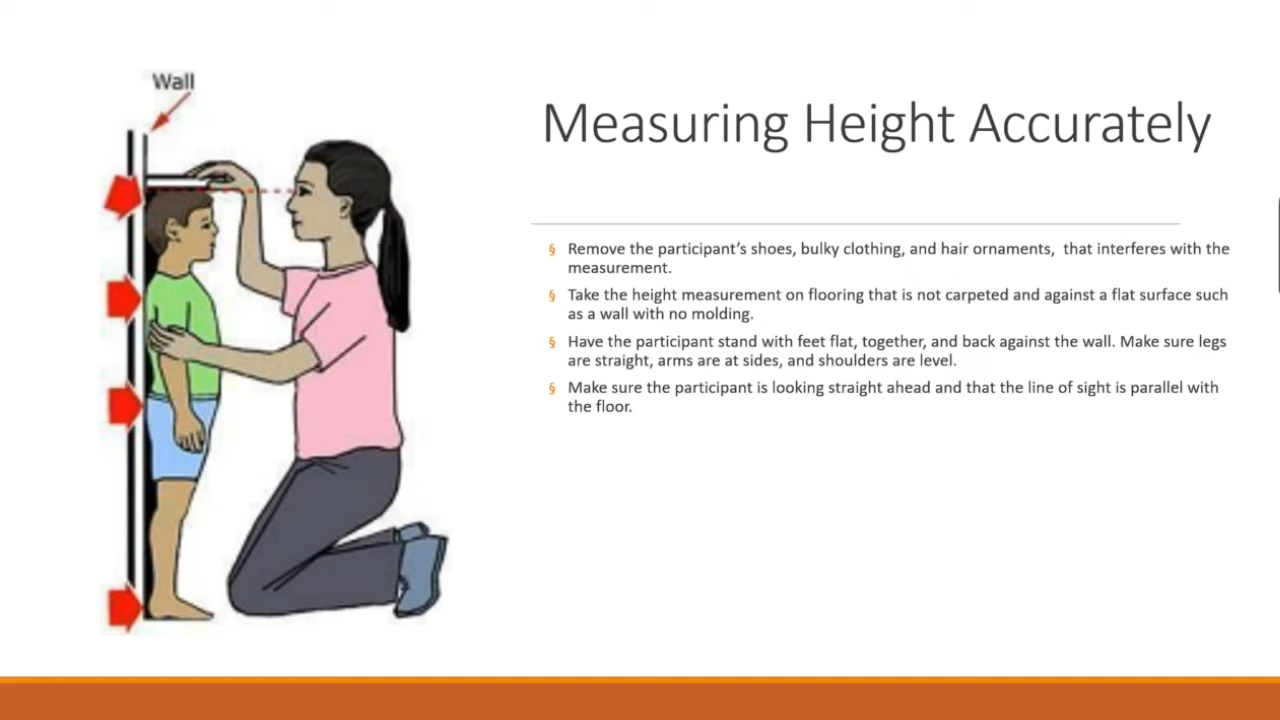 Wall
Measuring Height Accurately
§ Remove the participant's shoes, bulky clothing, and hair ornaments,  that interferes with the
measurement.
§ Take the height measurement on flooring that is not carpeted and against a flat surface such
as a wall with no molding.
§ Have the participant stand with feet flat, together, and back against the wall. Make sure legs
are straight, arms are at sides, and shoulders are level.
§ Make sure the participant is looking straight ahead and that the line of sight is parallel with
the floor.